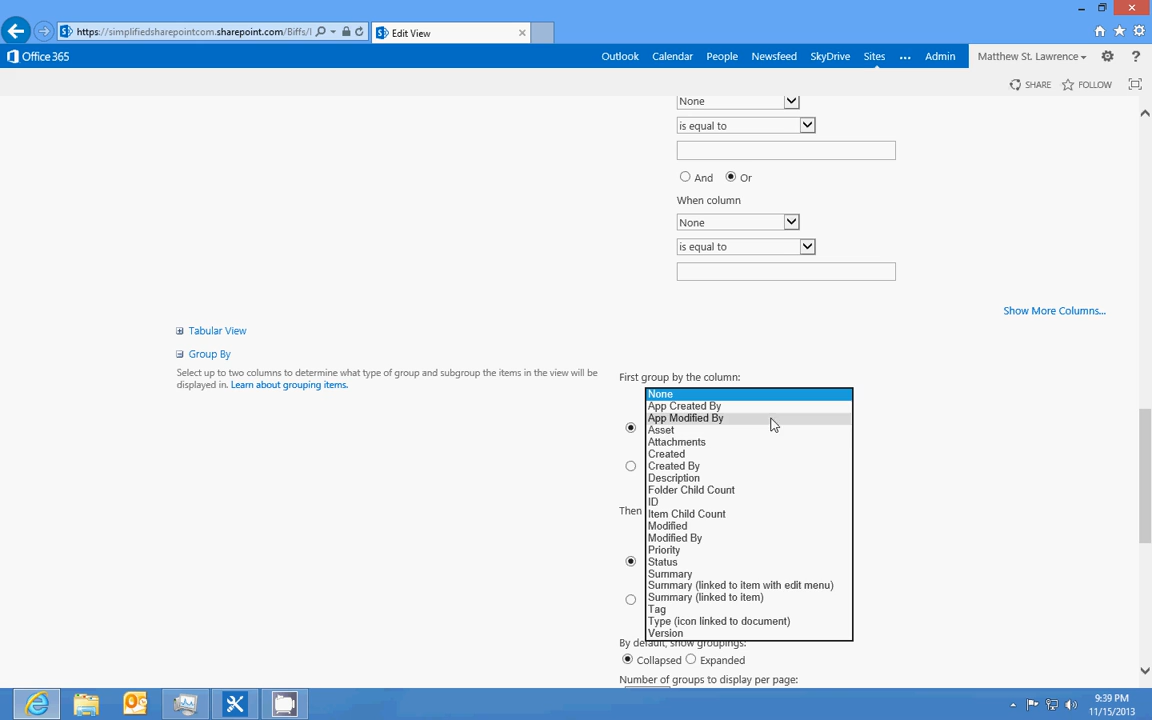 https://simplifiedsharepointcom.sharepoint.com/Biffs/l
Edit View
Office 365
Outlook Calendar People Newsfeed SkyDrive Sites ... Admin Matthew St. Lawrence ?
SHARE FOLLOW
None
is equal to
And Or
When column
None
is equal to
Show More Columns...
Tabular View
Group By
Select up to two columns to determine what type of group and subgroup the items in the view will be
displayed in. Learn about grouping items.
First group by the column:
None
App Created By
App Modified By
Asset
Attachments
Created
Created By
Description
Folder Child Count
ID
Then
Item Child Count
Modified
Modified By
Priority
Status
Summary
Summary (linked to item with edit menu)
Summary (linked to item)
Tag
Type (icon linked to document)
Version
By default, show groupings:
Collapsed Expanded
Number of groups to display per page:
9:39 PM
11/15/2013